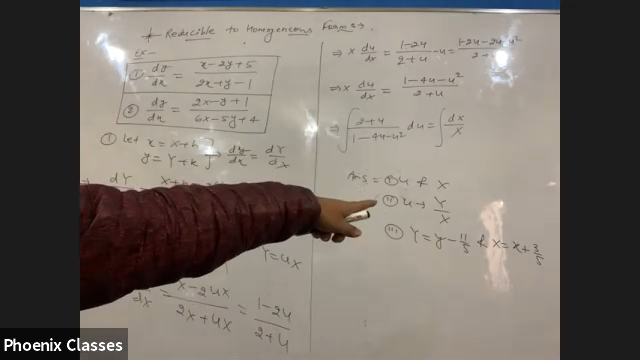 * Reducible to Homogeneous Forms:
Ex-
① dy/dx = x-2y+5 / 2x+y-1
② dy/dx = 2x-y+1 / 6x-5y+4
① Let x = X+h
y = Y+k ] → dy/dx = dY/dX
dY X+h
Y=uX
dx = x-2ux / 2x+ux = 1-2u / 2+u
⇒ x du/dx = 1-2u / 2+u - u = 1-2u-2u-u² / 2+
⇒ x du/dx = 1-4u-u² / 2+u
⇒ ∫ 2+u / 1-4u-u² du = ∫ dx/x
Ans = ① u & X
② u → Y/X
③ Y = y - 11/5 & X = x + 3/5
Phoenix Classes